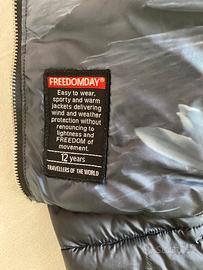 FREEDOMDAY®
Easy to wear,
sporty and warm
jackets delivering
wind and weather
protection without
renouncing to
lightness and
FREEDOM of
movement.
12 years
TRAVELLERS OF THE WORLD